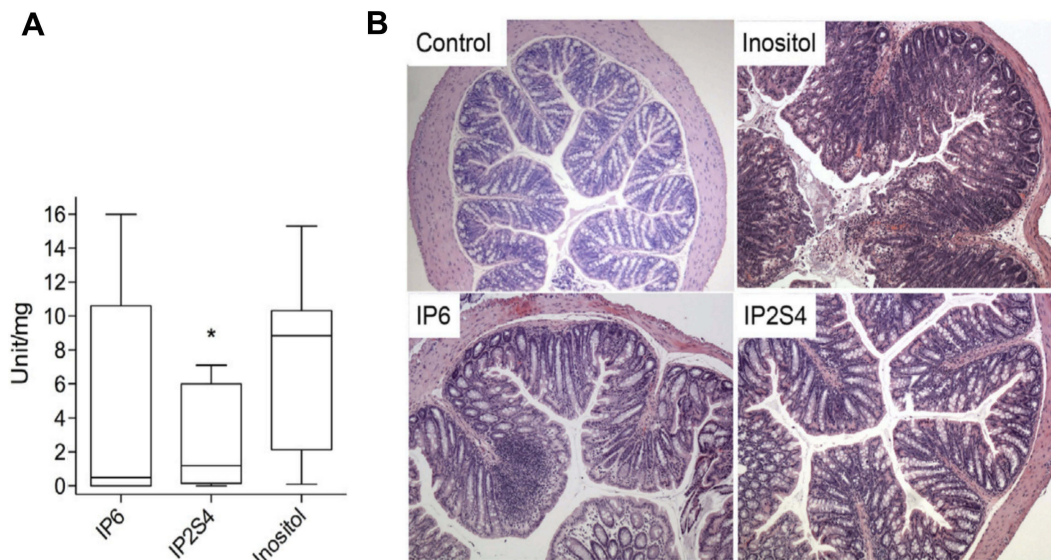 A
B
Control
Inositol
IP6
IP2S4
Unit/mg
16
14
12
10
8
6
4
2
0
*
IP6
IP2S4
Inositol